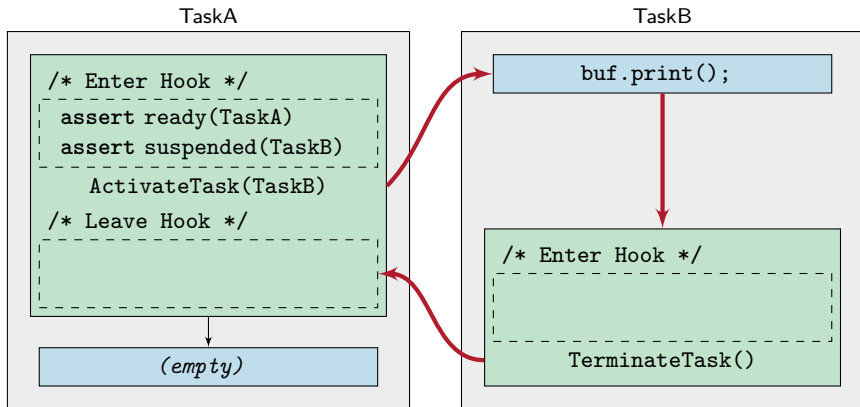 TaskA
/* Enter Hook */
assert ready(TaskA)
assert suspended(TaskB)
ActivateTask(TaskB)
/* Leave Hook */
(empty)
TaskB
buf.print();
/* Enter Hook */
TerminateTask()